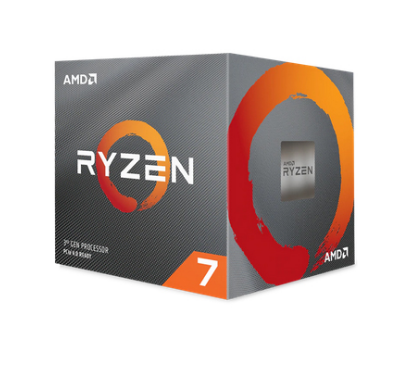 AMD
RYZEN
3rd GEN PROCESSOR
PCIe 4.0 READY
7
AMD
RYZEN
AMD